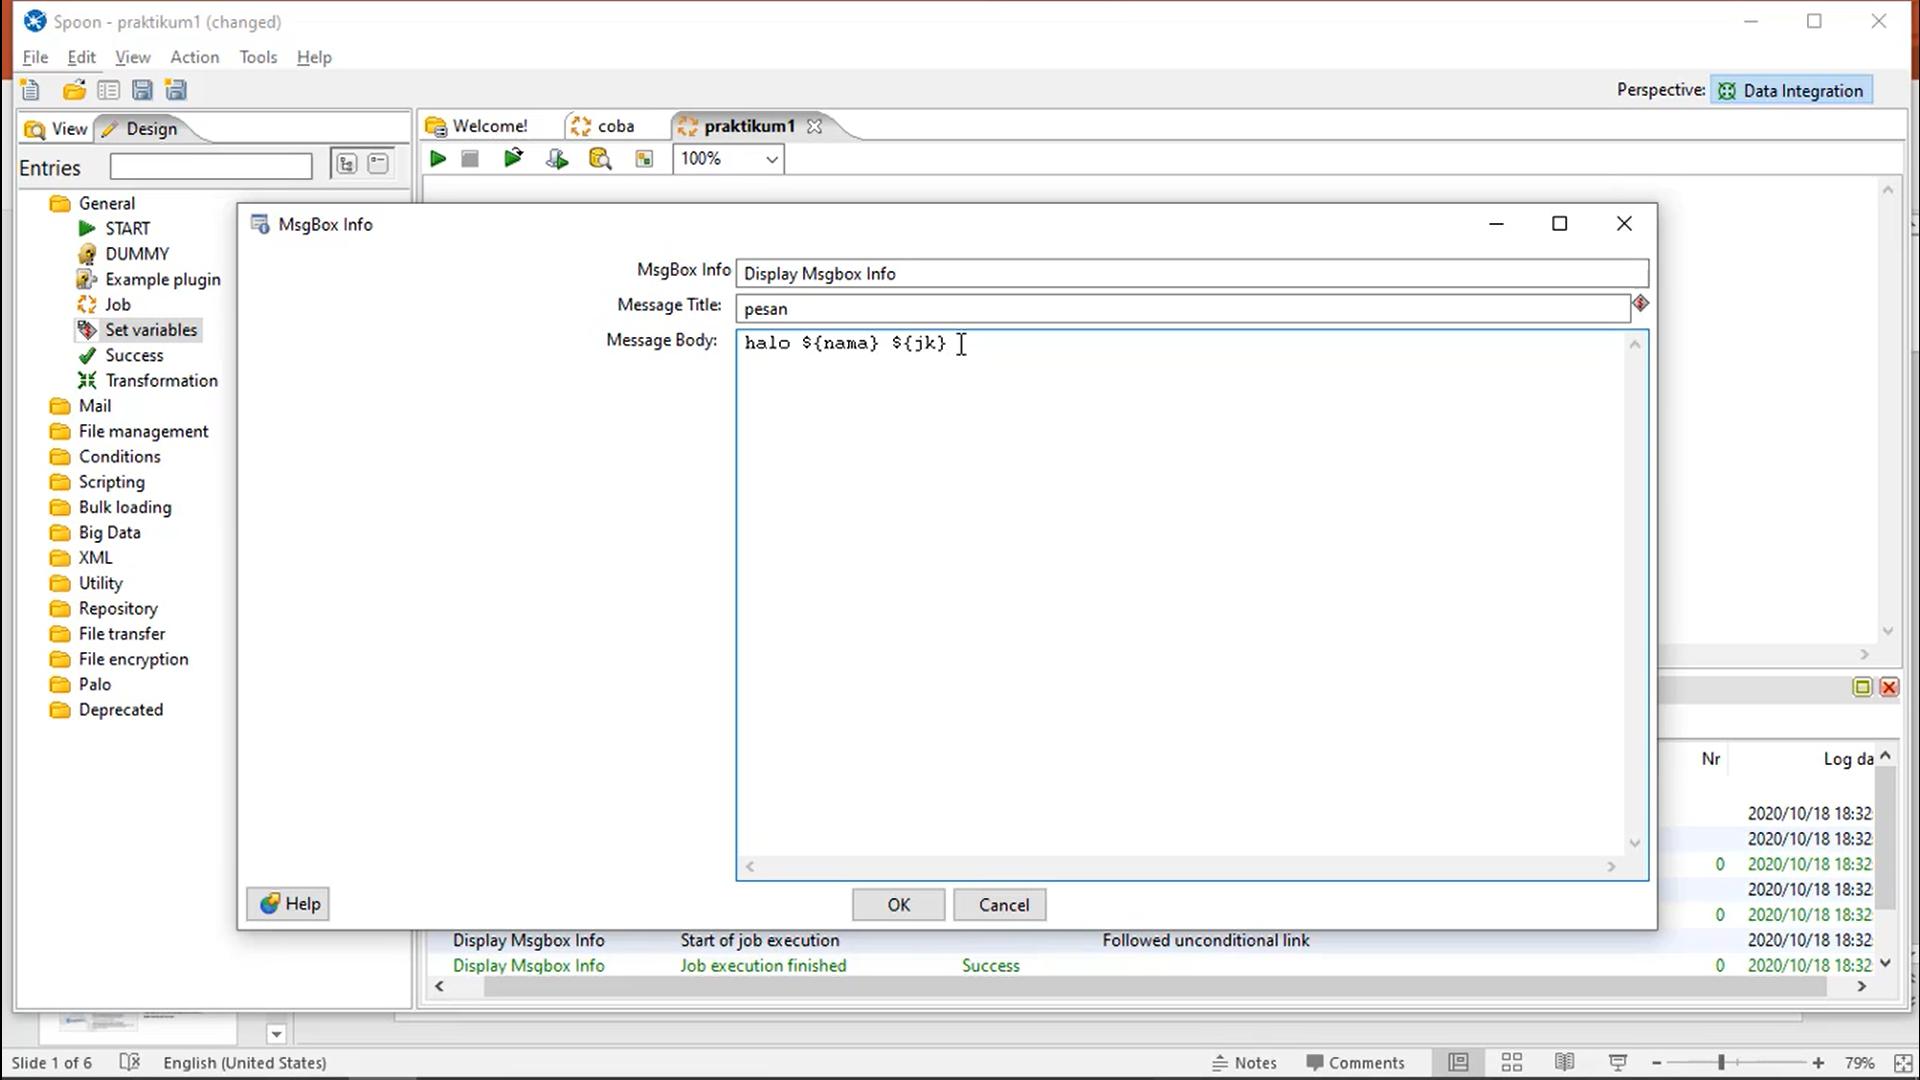 Spoon - praktikum1 (changed)
File Edit View Action Tools Help
Perspective: Data Integration
View Design
Welcome! coba praktikum1
Entries
100%
General
START
DUMMY
Example plugin
Job
Set variables
Success
Transformation
Mail
File management
Conditions
Scripting
Bulk loading
Big Data
XML
Utility
Repository
File transfer
File encryption
Palo
Deprecated
MsgBox Info
MsgBox Info Display Msgbox Info
Message Title: pesan
Message Body: halo ${nama} ${jk}
Help OK Cancel
Nr Log da
2020/10/18 18:32:
2020/10/18 18:32:
0 2020/10/18 18:32:
2020/10/18 18:32:
0 2020/10/18 18:32:
Display Msgbox Info Start of job execution Followed unconditional link 2020/10/18 18:32:
Display Msgbox Info Job execution finished Success 0 2020/10/18 18:32:
Slide 1 of 6 English (United States) Notes Comments 79%